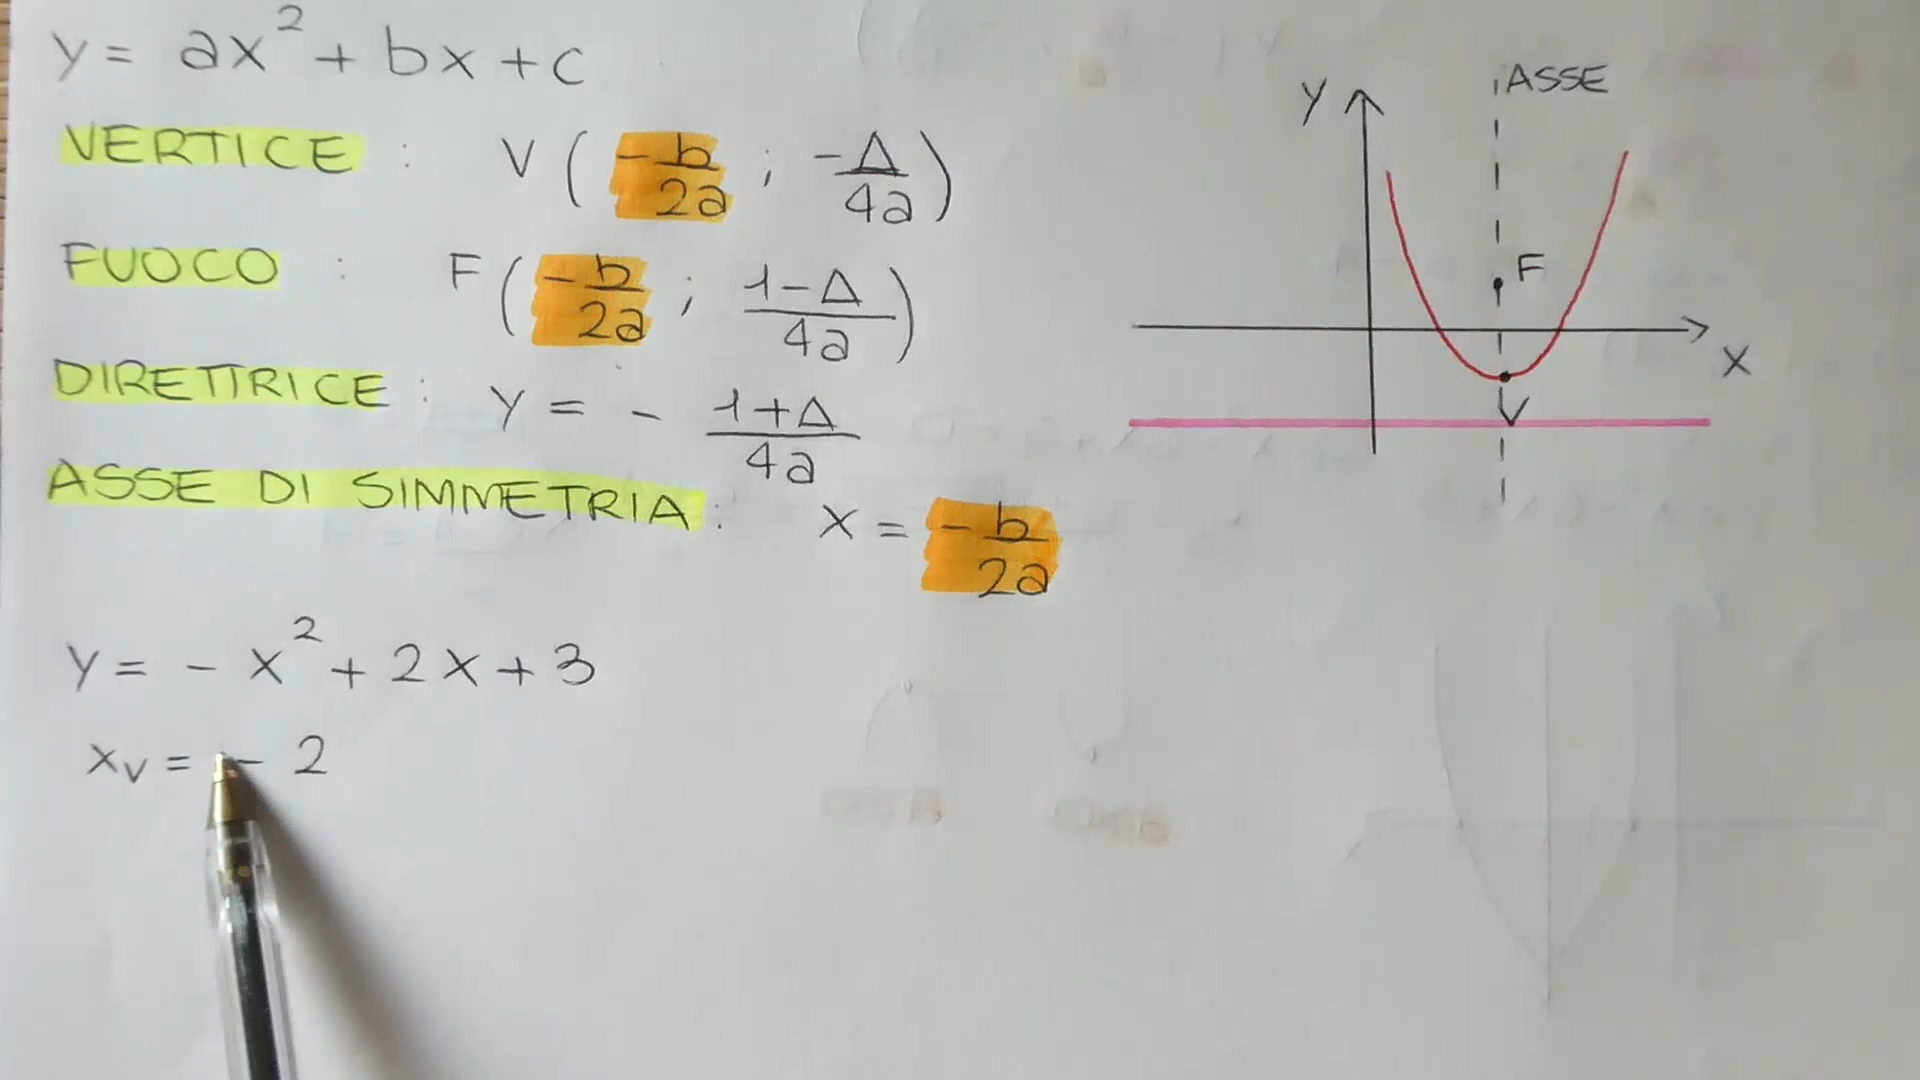 y = ax² + bx + c
VERTICE : V ( -b/2a ; -Δ/4a )
FUOCO : F ( -b/2a ; 1-Δ/4a )
DIRETTRICE : y = - 1+Δ/4a
ASSE DI SIMMETRIA : x = -b/2a
y = - x² + 2x + 3
xᵥ = - 2
ASSE
y
F
x
V